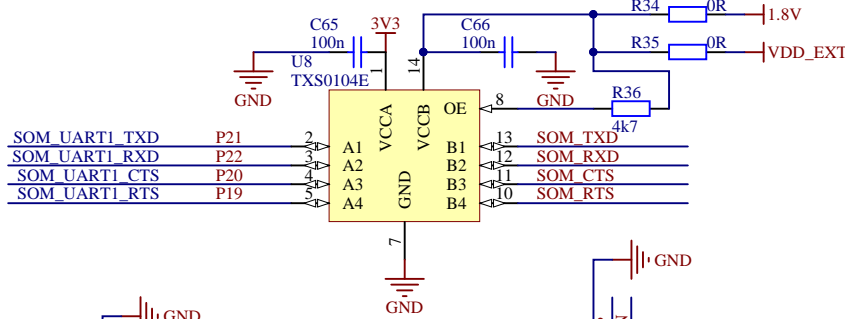 R34 0R 1.8V
C65 3V3 C66
100n 100n R35 0R VDD_EXT
U8
TXS0104E
1 14
GND OE 8 GND R36
4k7
VCCA VCCB
SOM_UART1_TXD P21 2 A1 B1 13 SOM_TXD
SOM_UART1_RXD P22 3 A2 B2 12 SOM_RXD
SOM_UART1_CTS P20 4 A3 B3 11 SOM_CTS
SOM_UART1_RTS P19 5 A4 B4 10 SOM_RTS
GND
7
GND
GND
GND